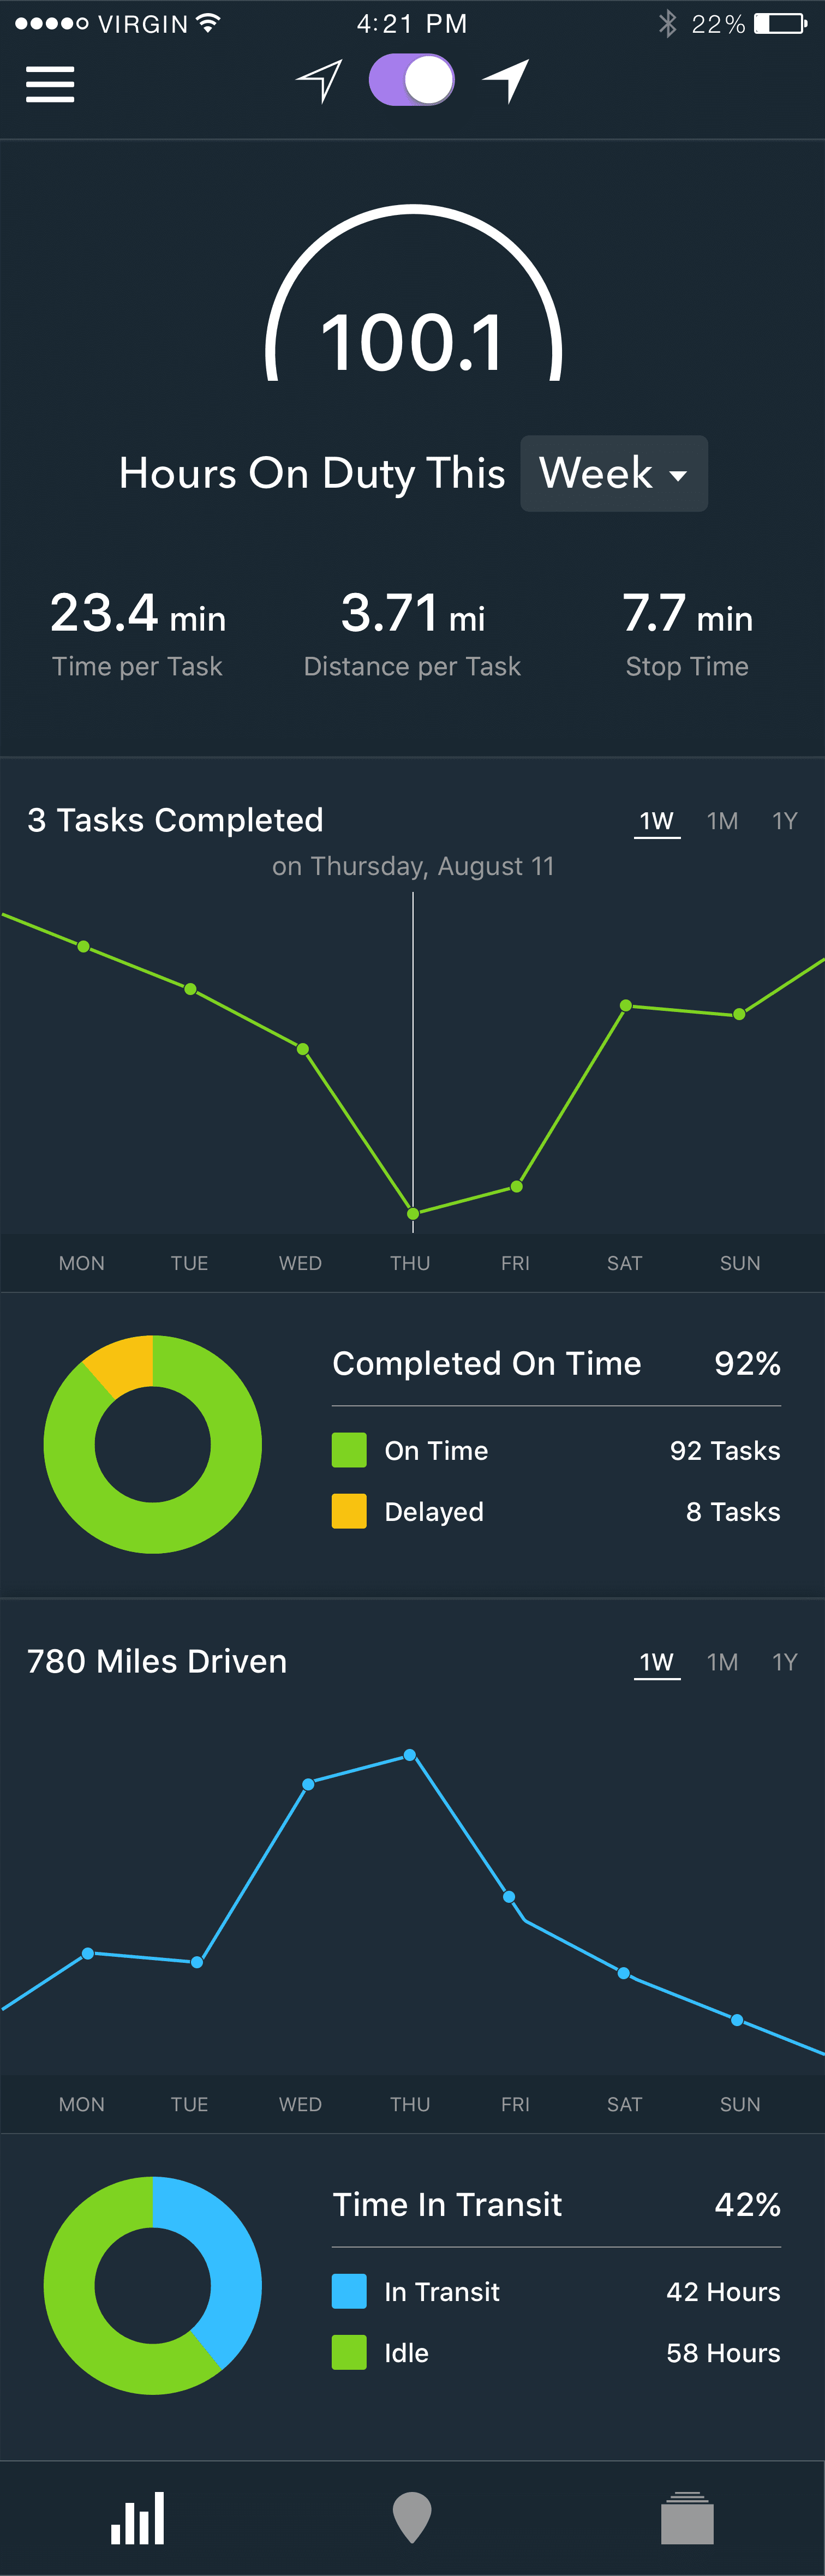 VIRGIN 4:21 PM 22%
100.1
Hours On Duty This Week
23.4 min 3.71 mi 7.7 min
Time per Task Distance per Task Stop Time
3 Tasks Completed 1W 1M 1Y
on Thursday, August 11
MON TUE WED THU FRI SAT SUN
Completed On Time 92%
On Time 92 Tasks
Delayed 8 Tasks
780 Miles Driven 1W 1M 1Y
MON TUE WED THU FRI SAT SUN
Time In Transit 42%
In Transit 42 Hours
Idle 58 Hours